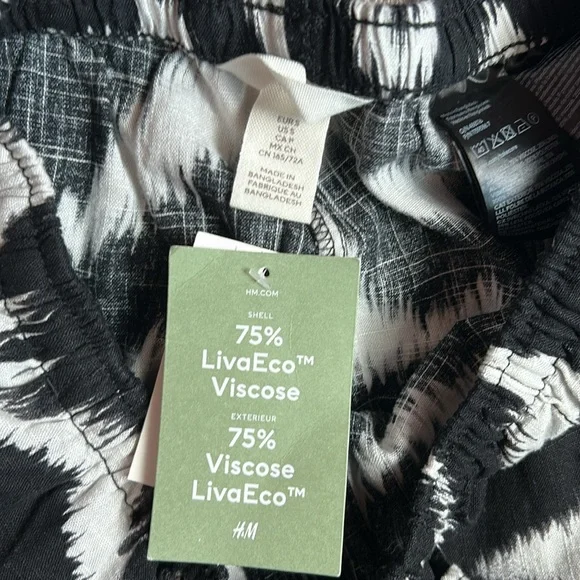 EUR S
US S
CA P
MX CH
CN 165/72A
MADE IN
BANGLADESH
FABRIQUE AU
BANGLADESH
HM.COM
SHELL
75%
LivaEco™
Viscose
EXTERIEUR
75%
Viscose
LivaEco™
H&M